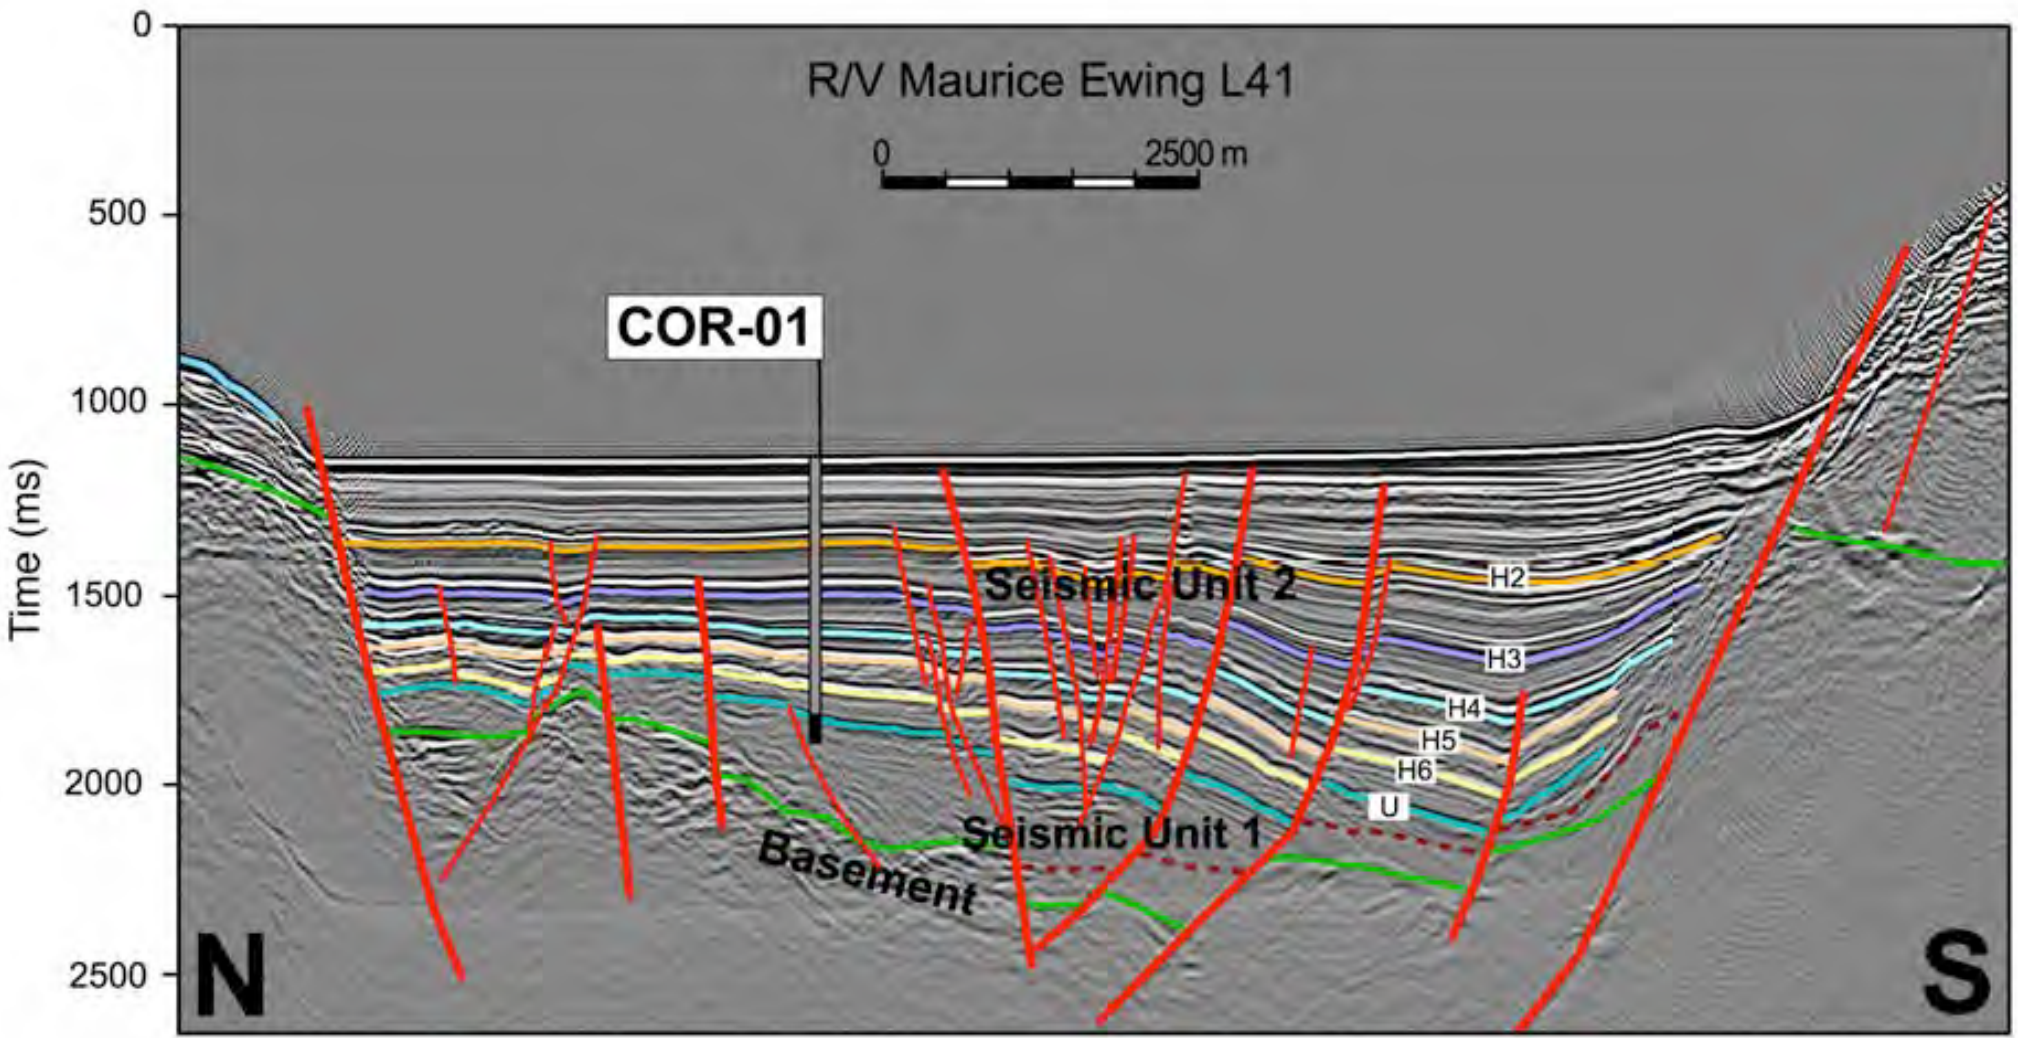 0
R/V Maurice Ewing L41
0 2500 m
500
COR-01
1000
Time (ms)
1500
Seismic Unit 2
H2
H3
H4
H5
H6
U
2000
Seismic Unit 1
Basement
2500
N
S